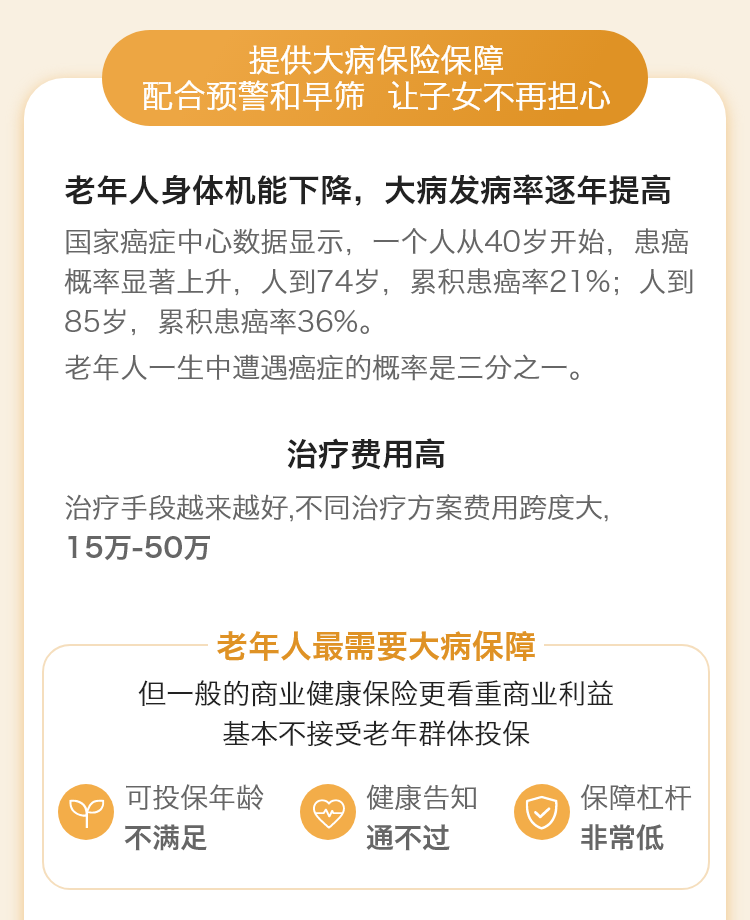 提供大病保险保障
配合预警和早筛 让子女不再担心
老年人身体机能下降，大病发病率逐年提高
国家癌症中心数据显示，一个人从40岁开始，患癌
概率显著上升，人到74岁，累积患癌率21%；人到
85岁，累积患癌率36%。
老年人一生中遭遇癌症的概率是三分之一。
治疗费用高
治疗手段越来越好,不同治疗方案费用跨度大,
15万-50万
老年人最需要大病保障
但一般的商业健康保险更看重商业利益
基本不接受老年群体投保
可投保年龄
不满足
健康告知
通不过
保障杠杆
非常低